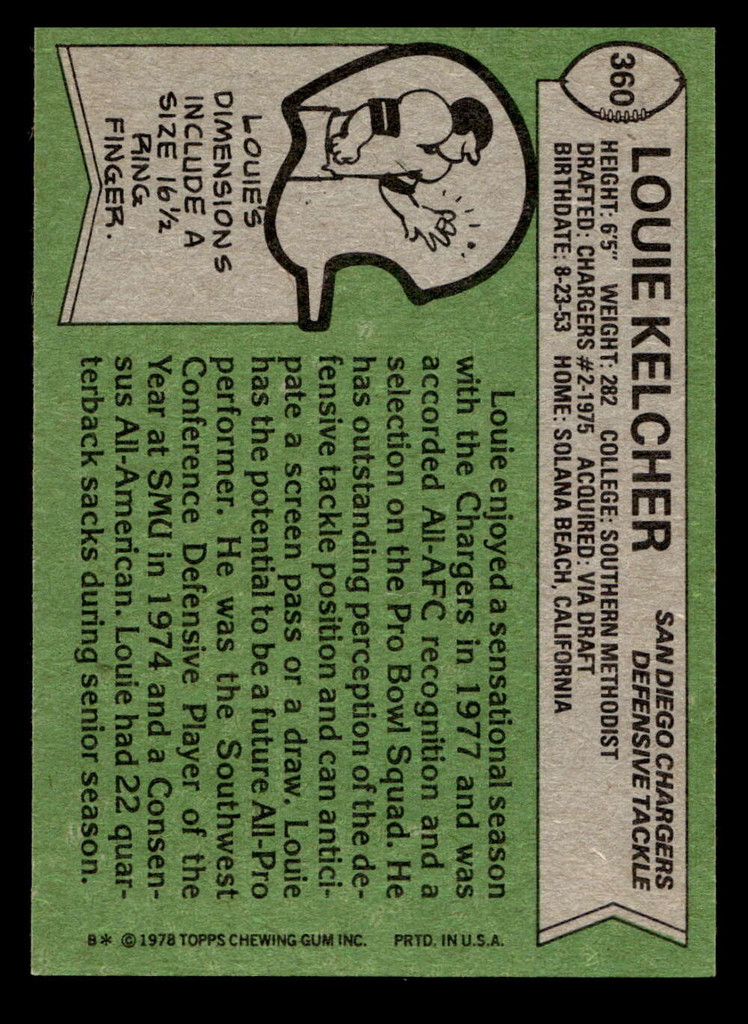 360
LOUIE KELCHER
SAN DIEGO CHARGERS
DEFENSIVE TACKLE
HEIGHT: 6'5" WEIGHT: 282 COLLEGE: SOUTHERN METHODIST
DRAFTED: CHARGERS #2-1975 ACQUIRED: VIA DRAFT
BIRTHDATE: 8-23-53 HOME: SOLANA BEACH, CALIFORNIA
LOUIE'S
DIMENSIONS
INCLUDE A
SIZE 16½
RING
FINGER.
Louie enjoyed a sensational season
with the Chargers in 1977 and was
accorded All-AFC recognition and a
selection on the Pro Bowl Squad. He
has outstanding perception of the de-
fensive tackle position and can antici-
pate a screen pass or a draw. Louie
has the potential to be a future All-Pro
performer. He was the Southwest
Conference Defensive Player of the
Year at SMU in 1974 and a Consen-
sus All-American. Louie had 22 quar-
terback sacks during senior season.
B* ©1978 TOPPS CHEWING GUM INC. PRTD. IN U.S.A.